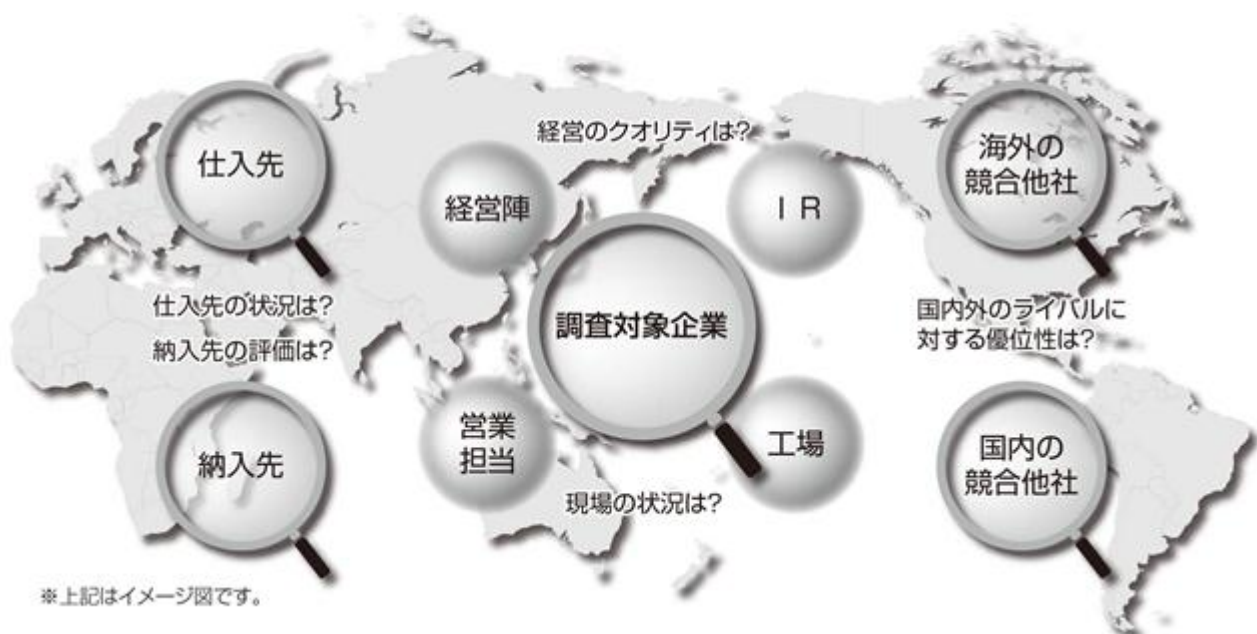 仕入先
仕入先の状況は?
納入先の評価は?
納入先
経営のクオリティは?
経営陣
ＩＲ
調査対象企業
営業
担当
工場
現場の状況は?
海外の
競合他社
国内外のライバルに
対する優位性は?
国内の
競合他社
※上記はイメージ図です。